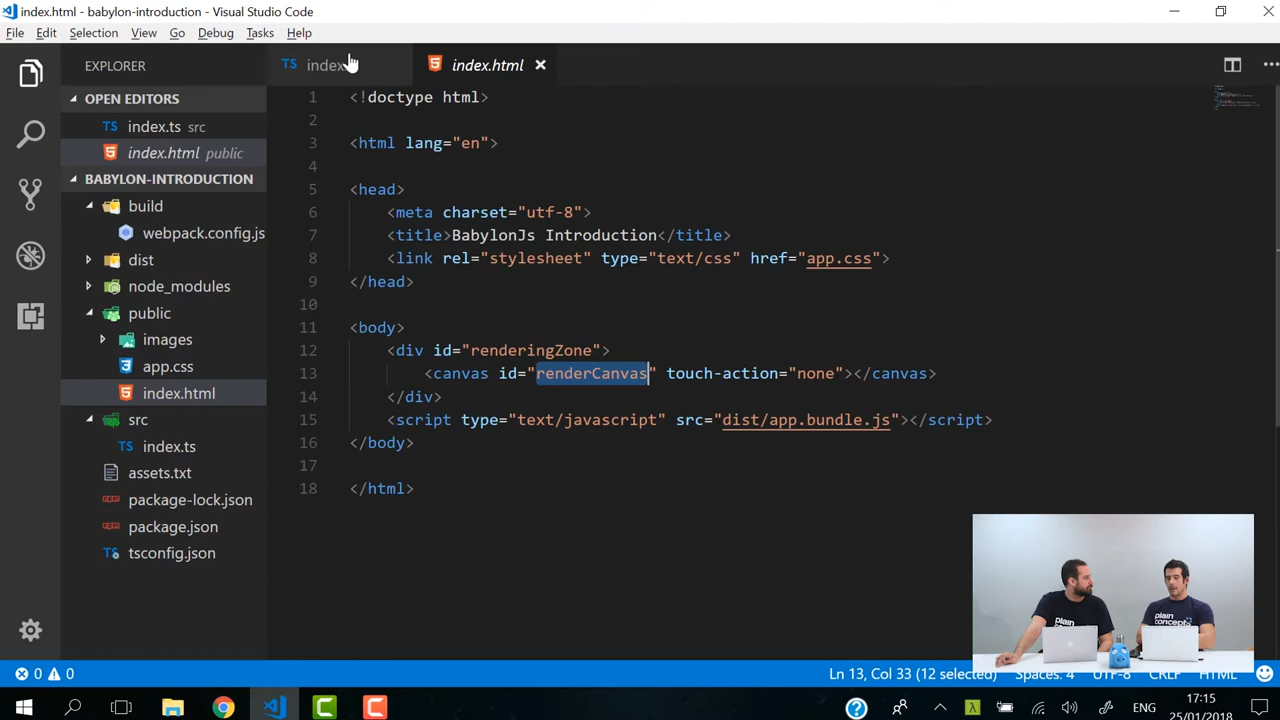 index.html - babylon-introduction - Visual Studio Code
File Edit Selection View Go Debug Tasks Help
EXPLORER
OPEN EDITORS
TS index.ts src
index.html public
BABYLON-INTRODUCTION
build
webpack.config.js
dist
node_modules
public
images
app.css
index.html
src
TS index.ts
assets.txt
package-lock.json
package.json
TS tsconfig.json
TS index
index.html
1 <!doctype html>
2
3 <html lang="en">
4
5 <head>
6 <meta charset="utf-8">
7 <title>BabylonJs Introduction</title>
8 <link rel="stylesheet" type="text/css" href="app.css">
9 </head>
10
11 <body>
12 <div id="renderingZone">
13 <canvas id="renderCanvas" touch-action="none"></canvas>
14 </div>
15 <script type="text/javascript" src="dist/app.bundle.js"></script>
16 </body>
17
18 </html>
plain concepts
plain concepts
0 0
Ln 13, Col 33 (12 selected) Spaces: 4 UTF-8 CRLF HTML
ENG
17:15
25/01/2018